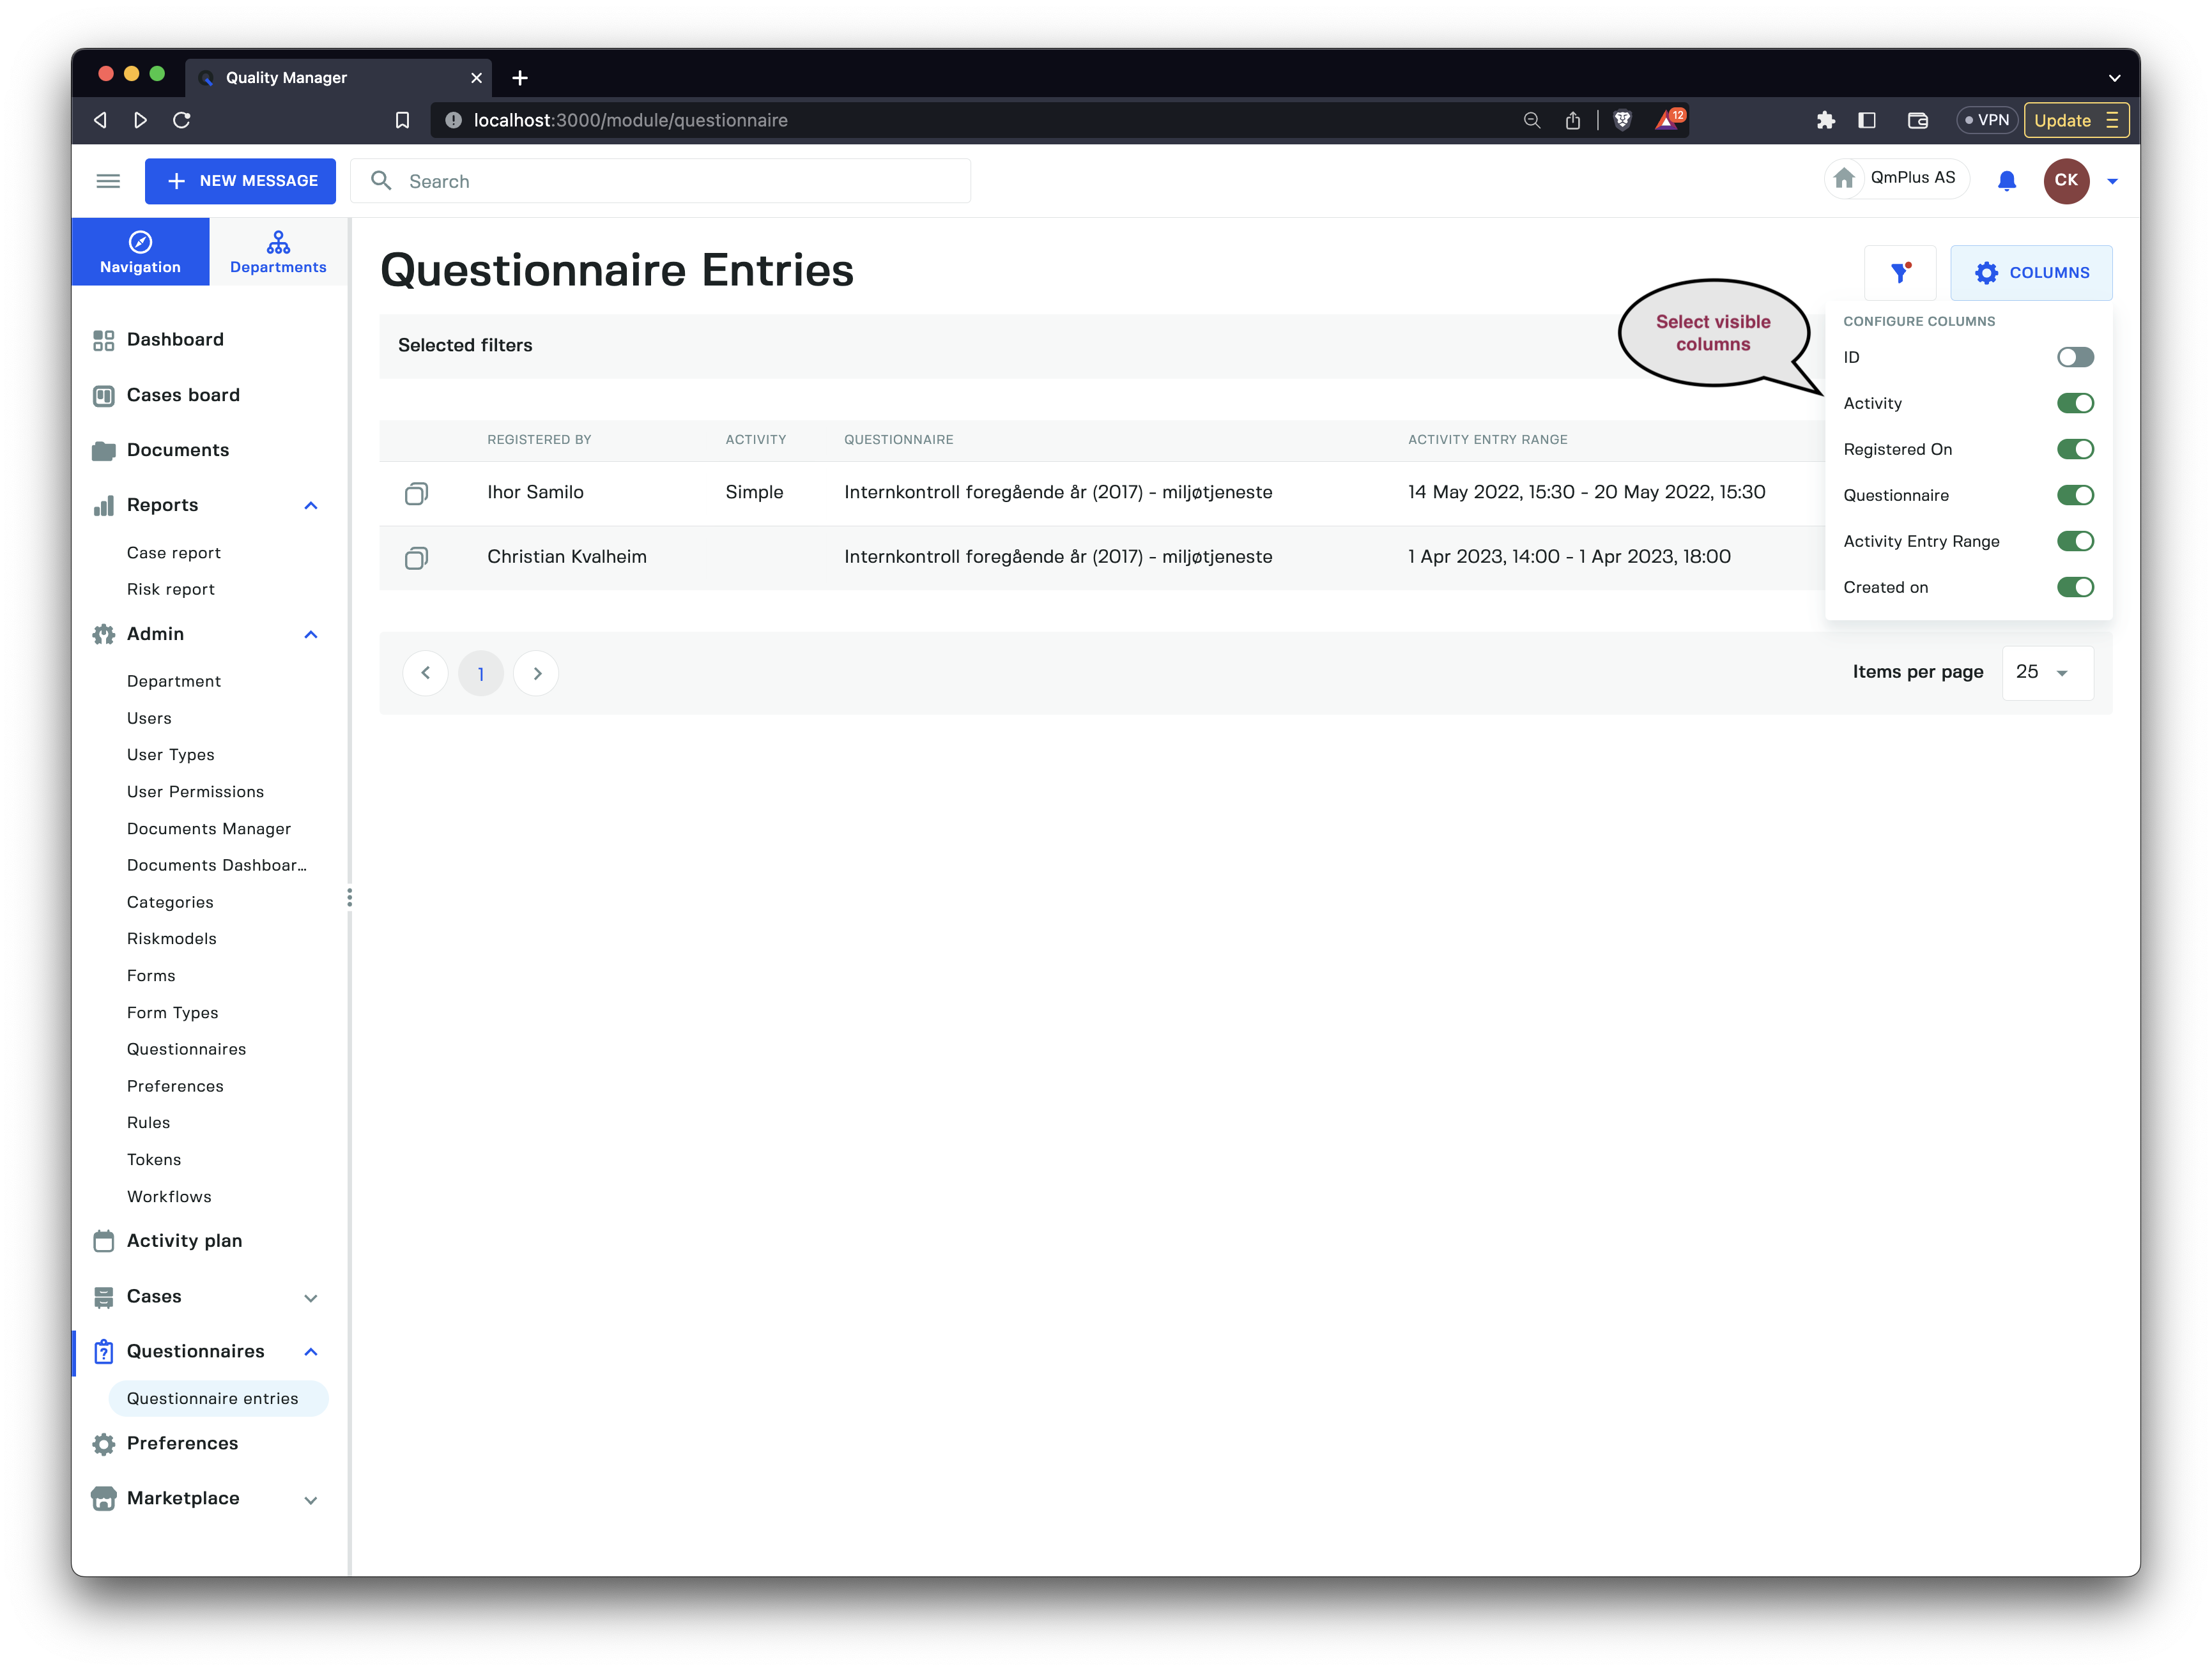 Quality Manager
localhost:3000/module/questionnaire
12
VPN
Update
NEW MESSAGE
Search
QmPlus AS
CK
Navigation
Departments
Dashboard
Cases board
Documents
Reports
Case report
Risk report
Admin
Department
Users
User Types
User Permissions
Documents Manager
Documents Dashboar...
Categories
Riskmodels
Forms
Form Types
Questionnaires
Preferences
Rules
Tokens
Workflows
Activity plan
Cases
Questionnaires
Questionnaire entries
Preferences
Marketplace
Questionnaire Entries
COLUMNS
Selected filters
Select visible
columns
CONFIGURE COLUMNS
ID
Activity
Registered On
Questionnaire
Activity Entry Range
Created on
REGISTERED BY ACTIVITY QUESTIONNAIRE ACTIVITY ENTRY RANGE
Ihor Samilo Simple Internkontroll foregående år (2017) - miljøtjeneste 14 May 2022, 15:30 - 20 May 2022, 15:30
Christian Kvalheim Internkontroll foregående år (2017) - miljøtjeneste 1 Apr 2023, 14:00 - 1 Apr 2023, 18:00
1
Items per page 25